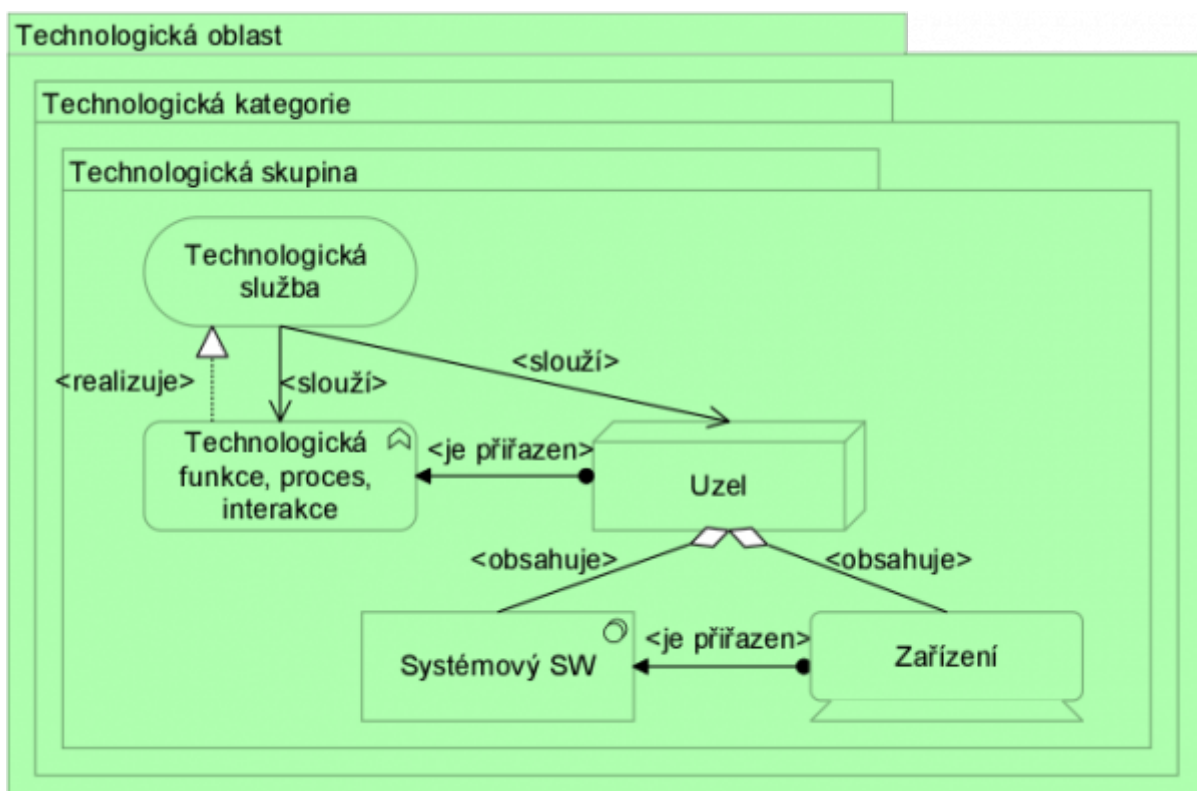 Technologická oblast
Technologická kategorie
Technologická skupina
Technologická
služba
<slouží>
<realizuje>
<slouží>
Technologická
funkce, proces,
interakce
<je přiřazen>
Uzel
<obsahuje>
<obsahuje>
Systémový SW
<je přiřazen>
Zařízení